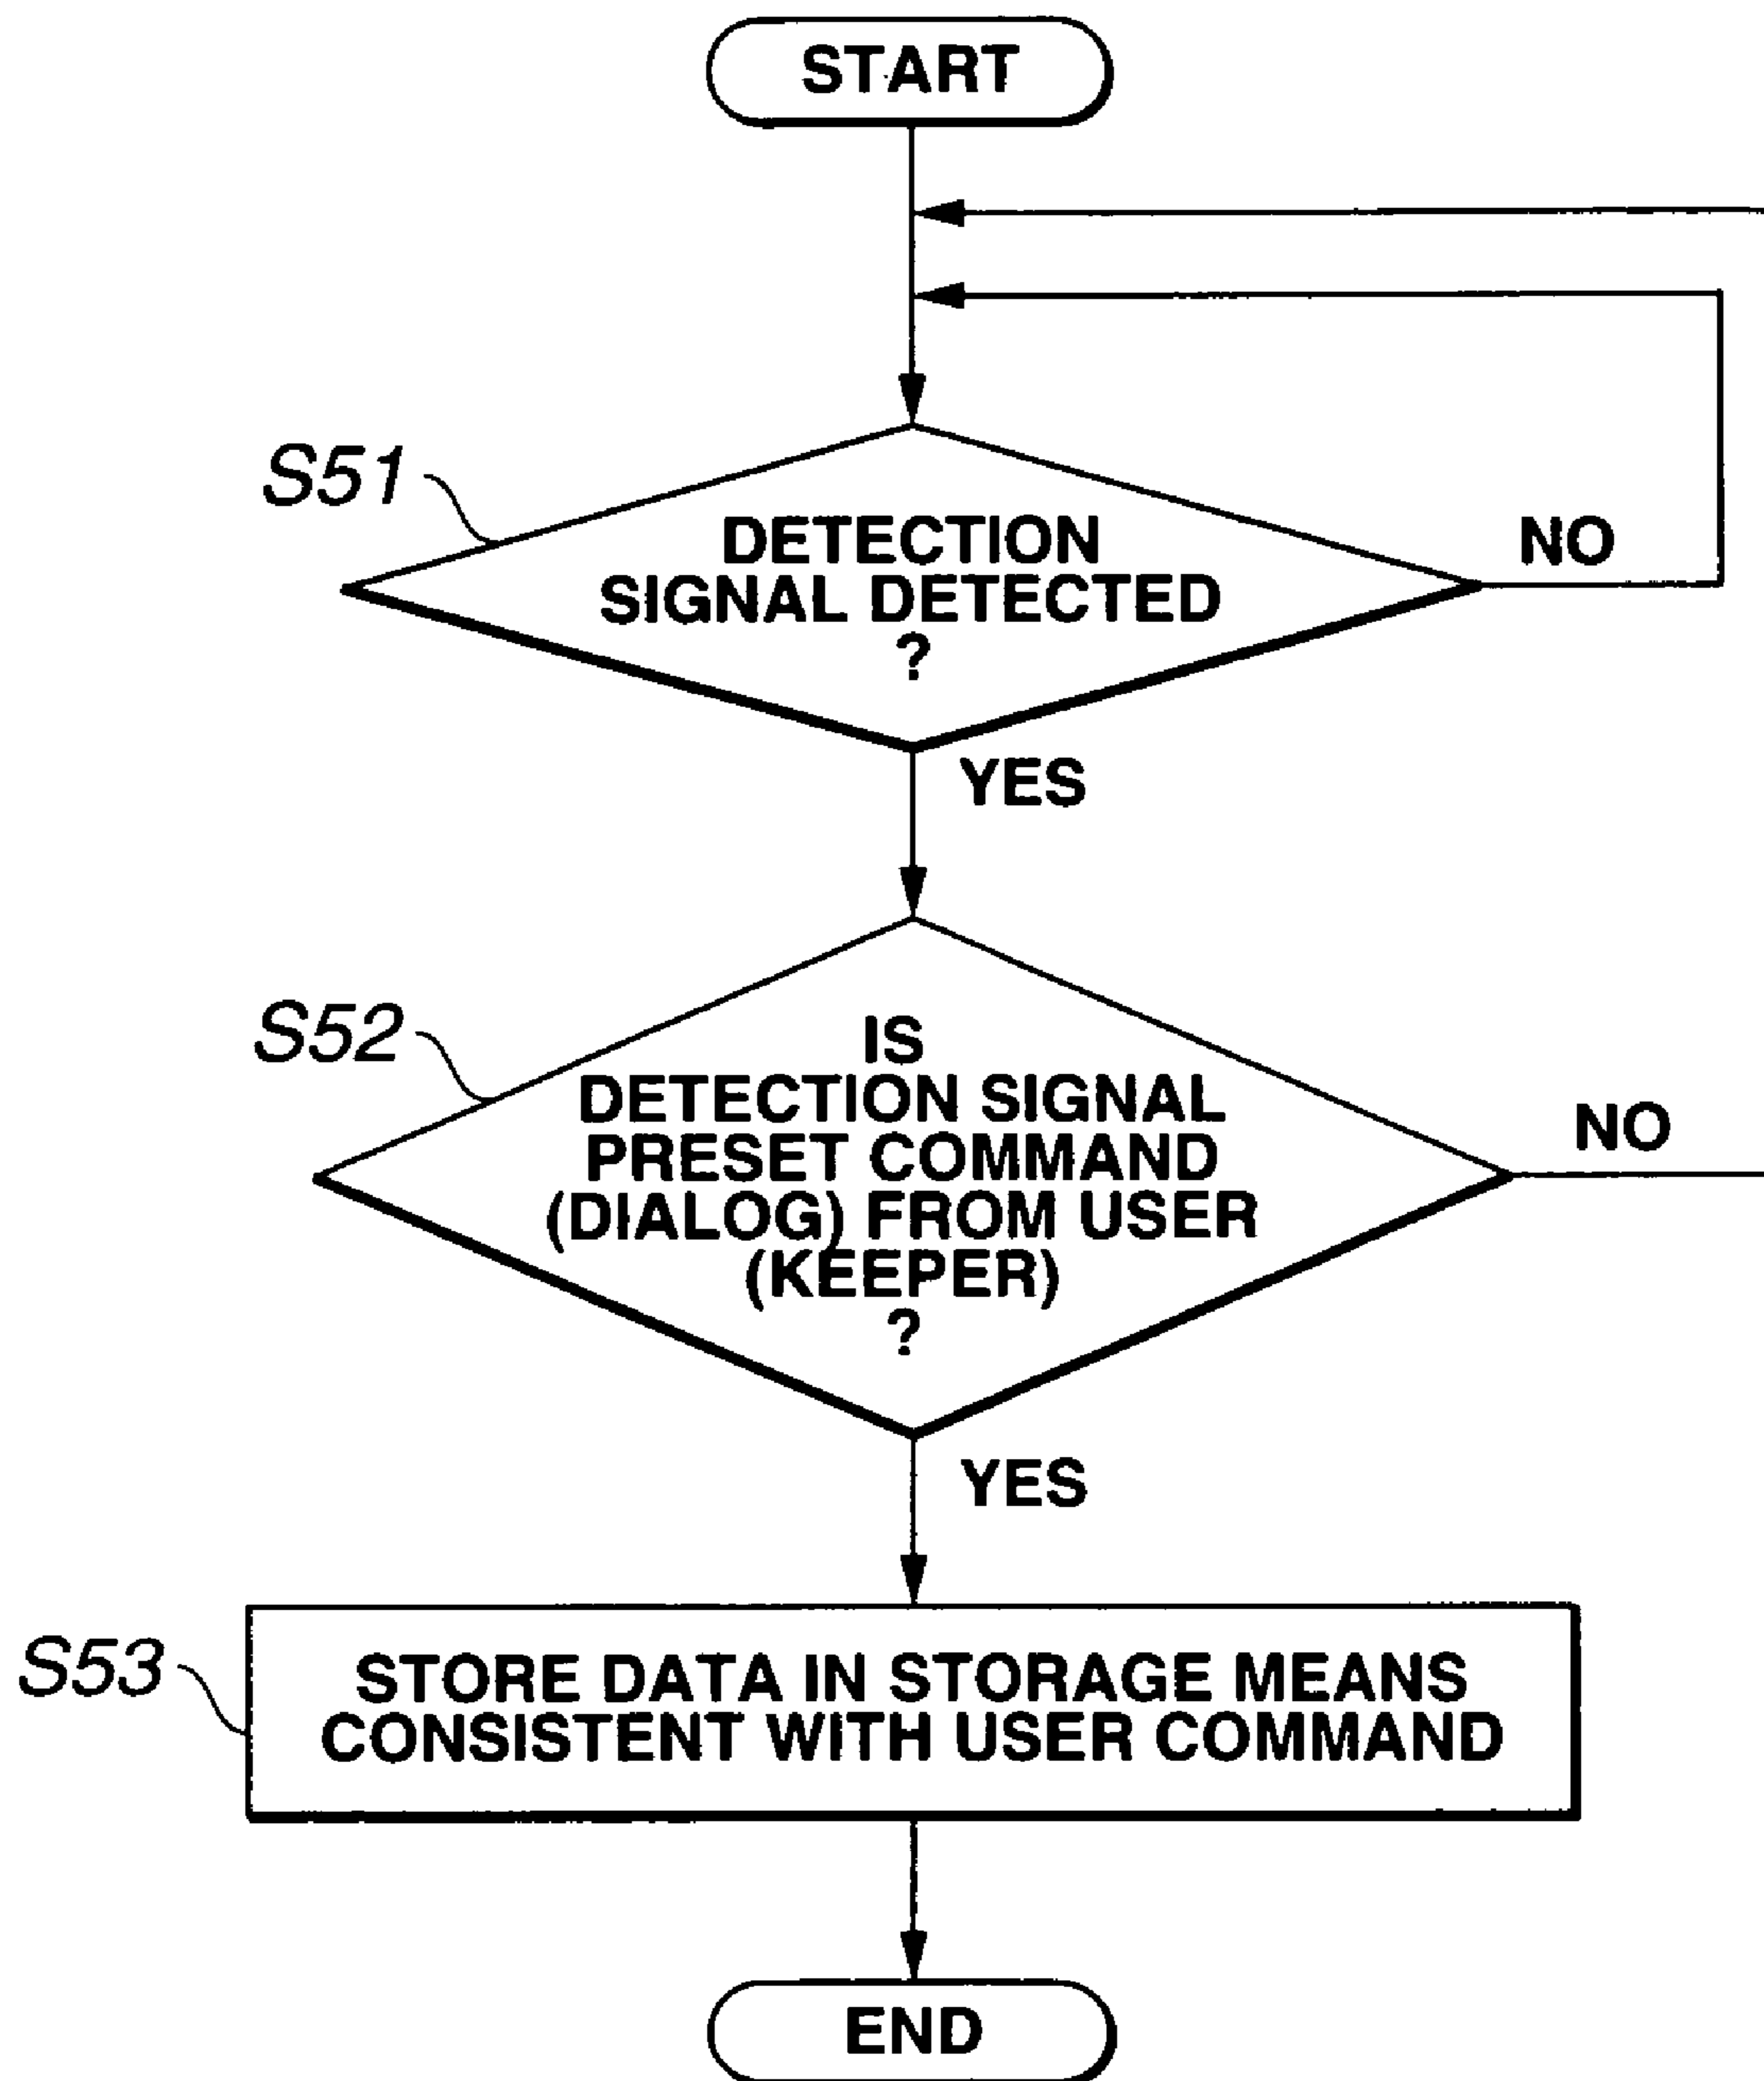 START
S51
DETECTION
SIGNAL DETECTED
?
NO
YES
S52
IS
DETECTION SIGNAL
PRESET COMMAND
(DIALOG) FROM USER
(KEEPER)
?
NO
YES
S53
STORE DATA IN STORAGE MEANS
CONSISTENT WITH USER COMMAND
END